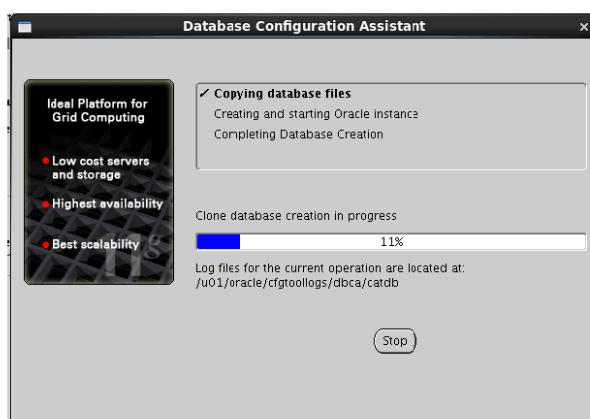 Database Configuration Assistant
Ideal Platform for
Grid Computing
Low cost servers
and storage
Highest availability
Best scalability
11g
✓ Copying database files
Creating and starting Oracle instance
Completing Database Creation
Clone database creation in progress
11%
Log files for the current operation are located at:
/u01/oracle/cfgtoollogs/dbca/catdb
Stop